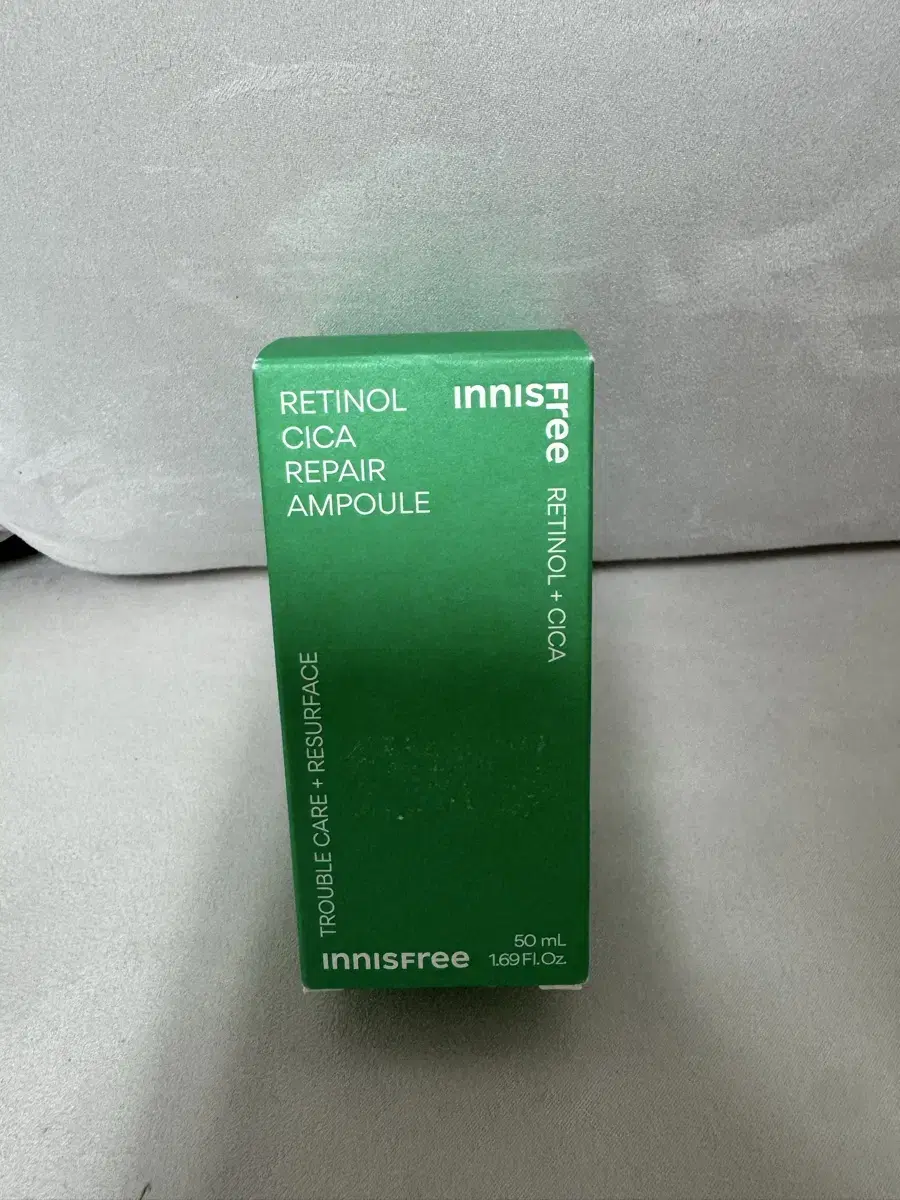 RETINOL
CICA
REPAIR
AMPOULE
INNISFree
RETINOL + CICA
TROUBLE CARE + RESURFACE
INNISFree
50 mL
1.69 Fl.Oz.